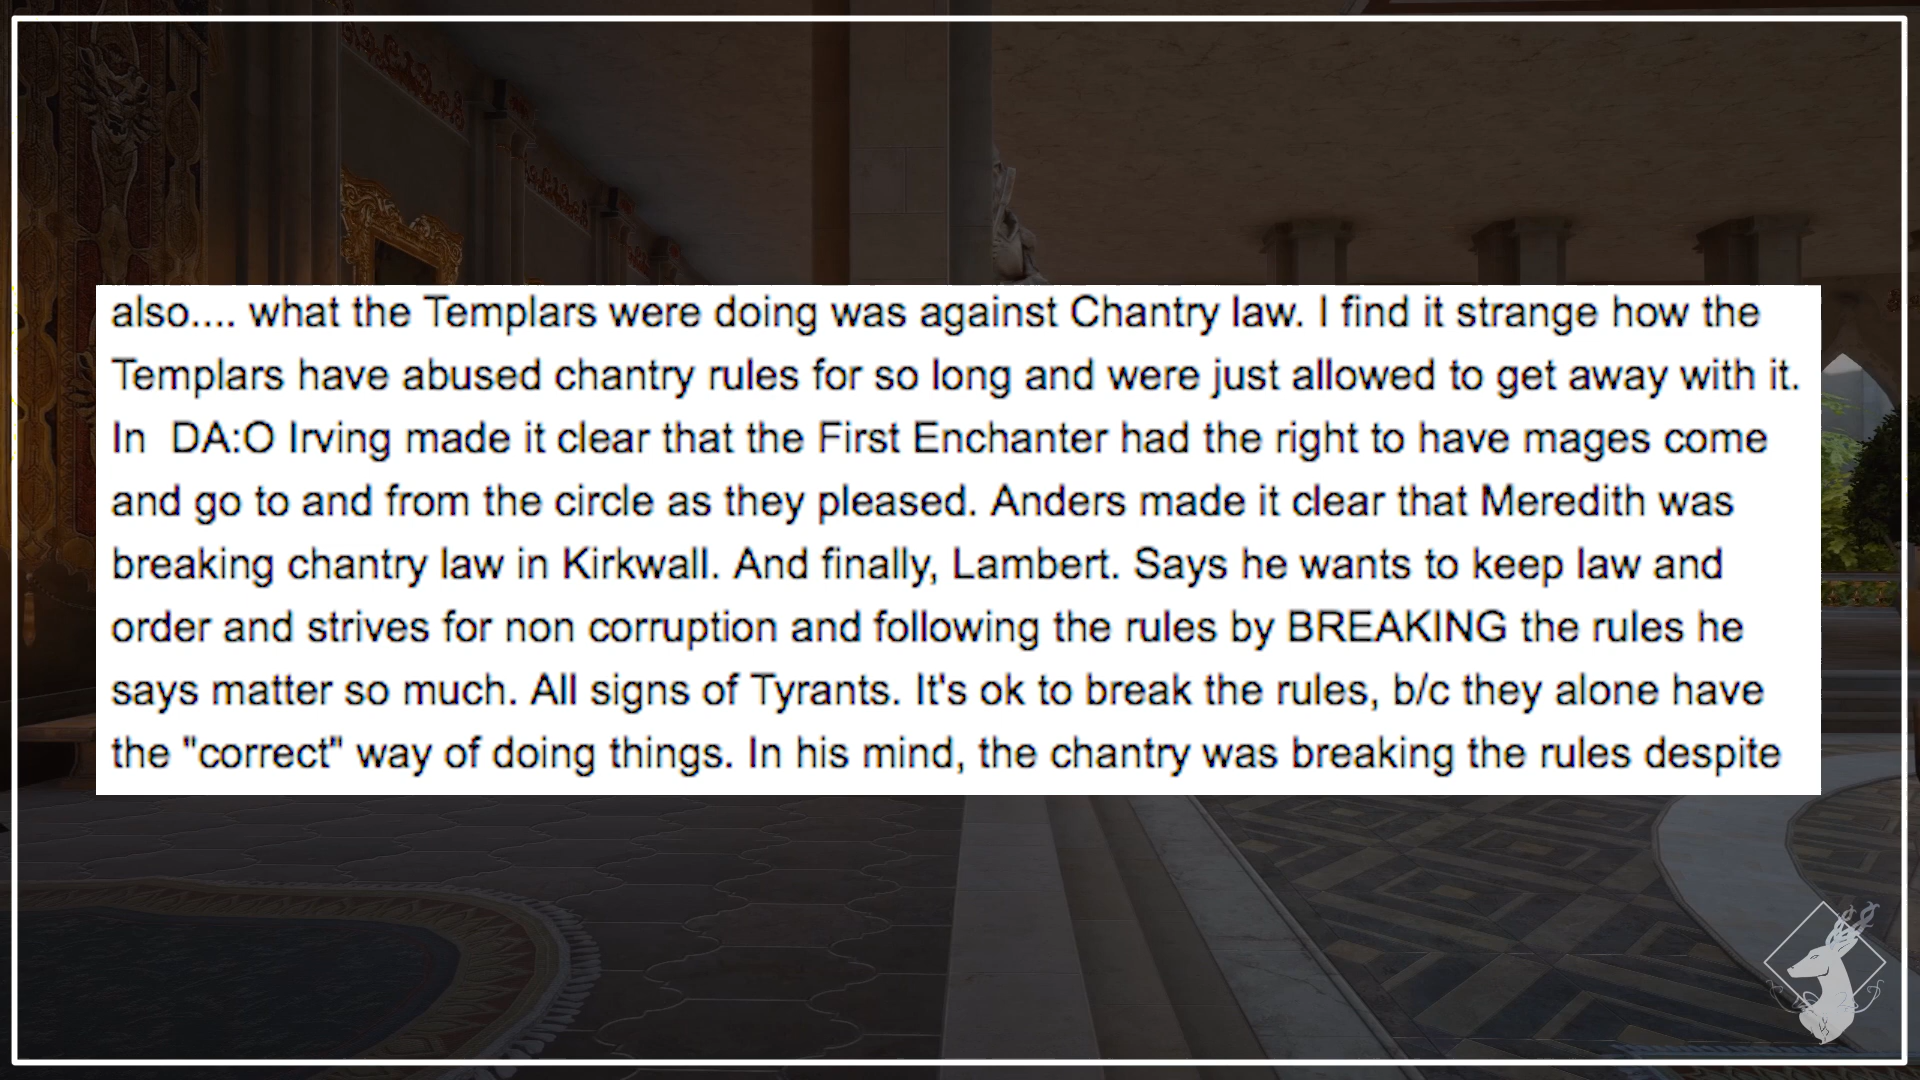 also.... what the Templars were doing was against Chantry law. I find it strange how the
Templars have abused chantry rules for so long and were just allowed to get away with it.
In  DA:O Irving made it clear that the First Enchanter had the right to have mages come
and go to and from the circle as they pleased. Anders made it clear that Meredith was
breaking chantry law in Kirkwall. And finally, Lambert. Says he wants to keep law and
order and strives for non corruption and following the rules by BREAKING the rules he
says matter so much. All signs of Tyrants. It's ok to break the rules, b/c they alone have
the "correct" way of doing things. In his mind, the chantry was breaking the rules despite